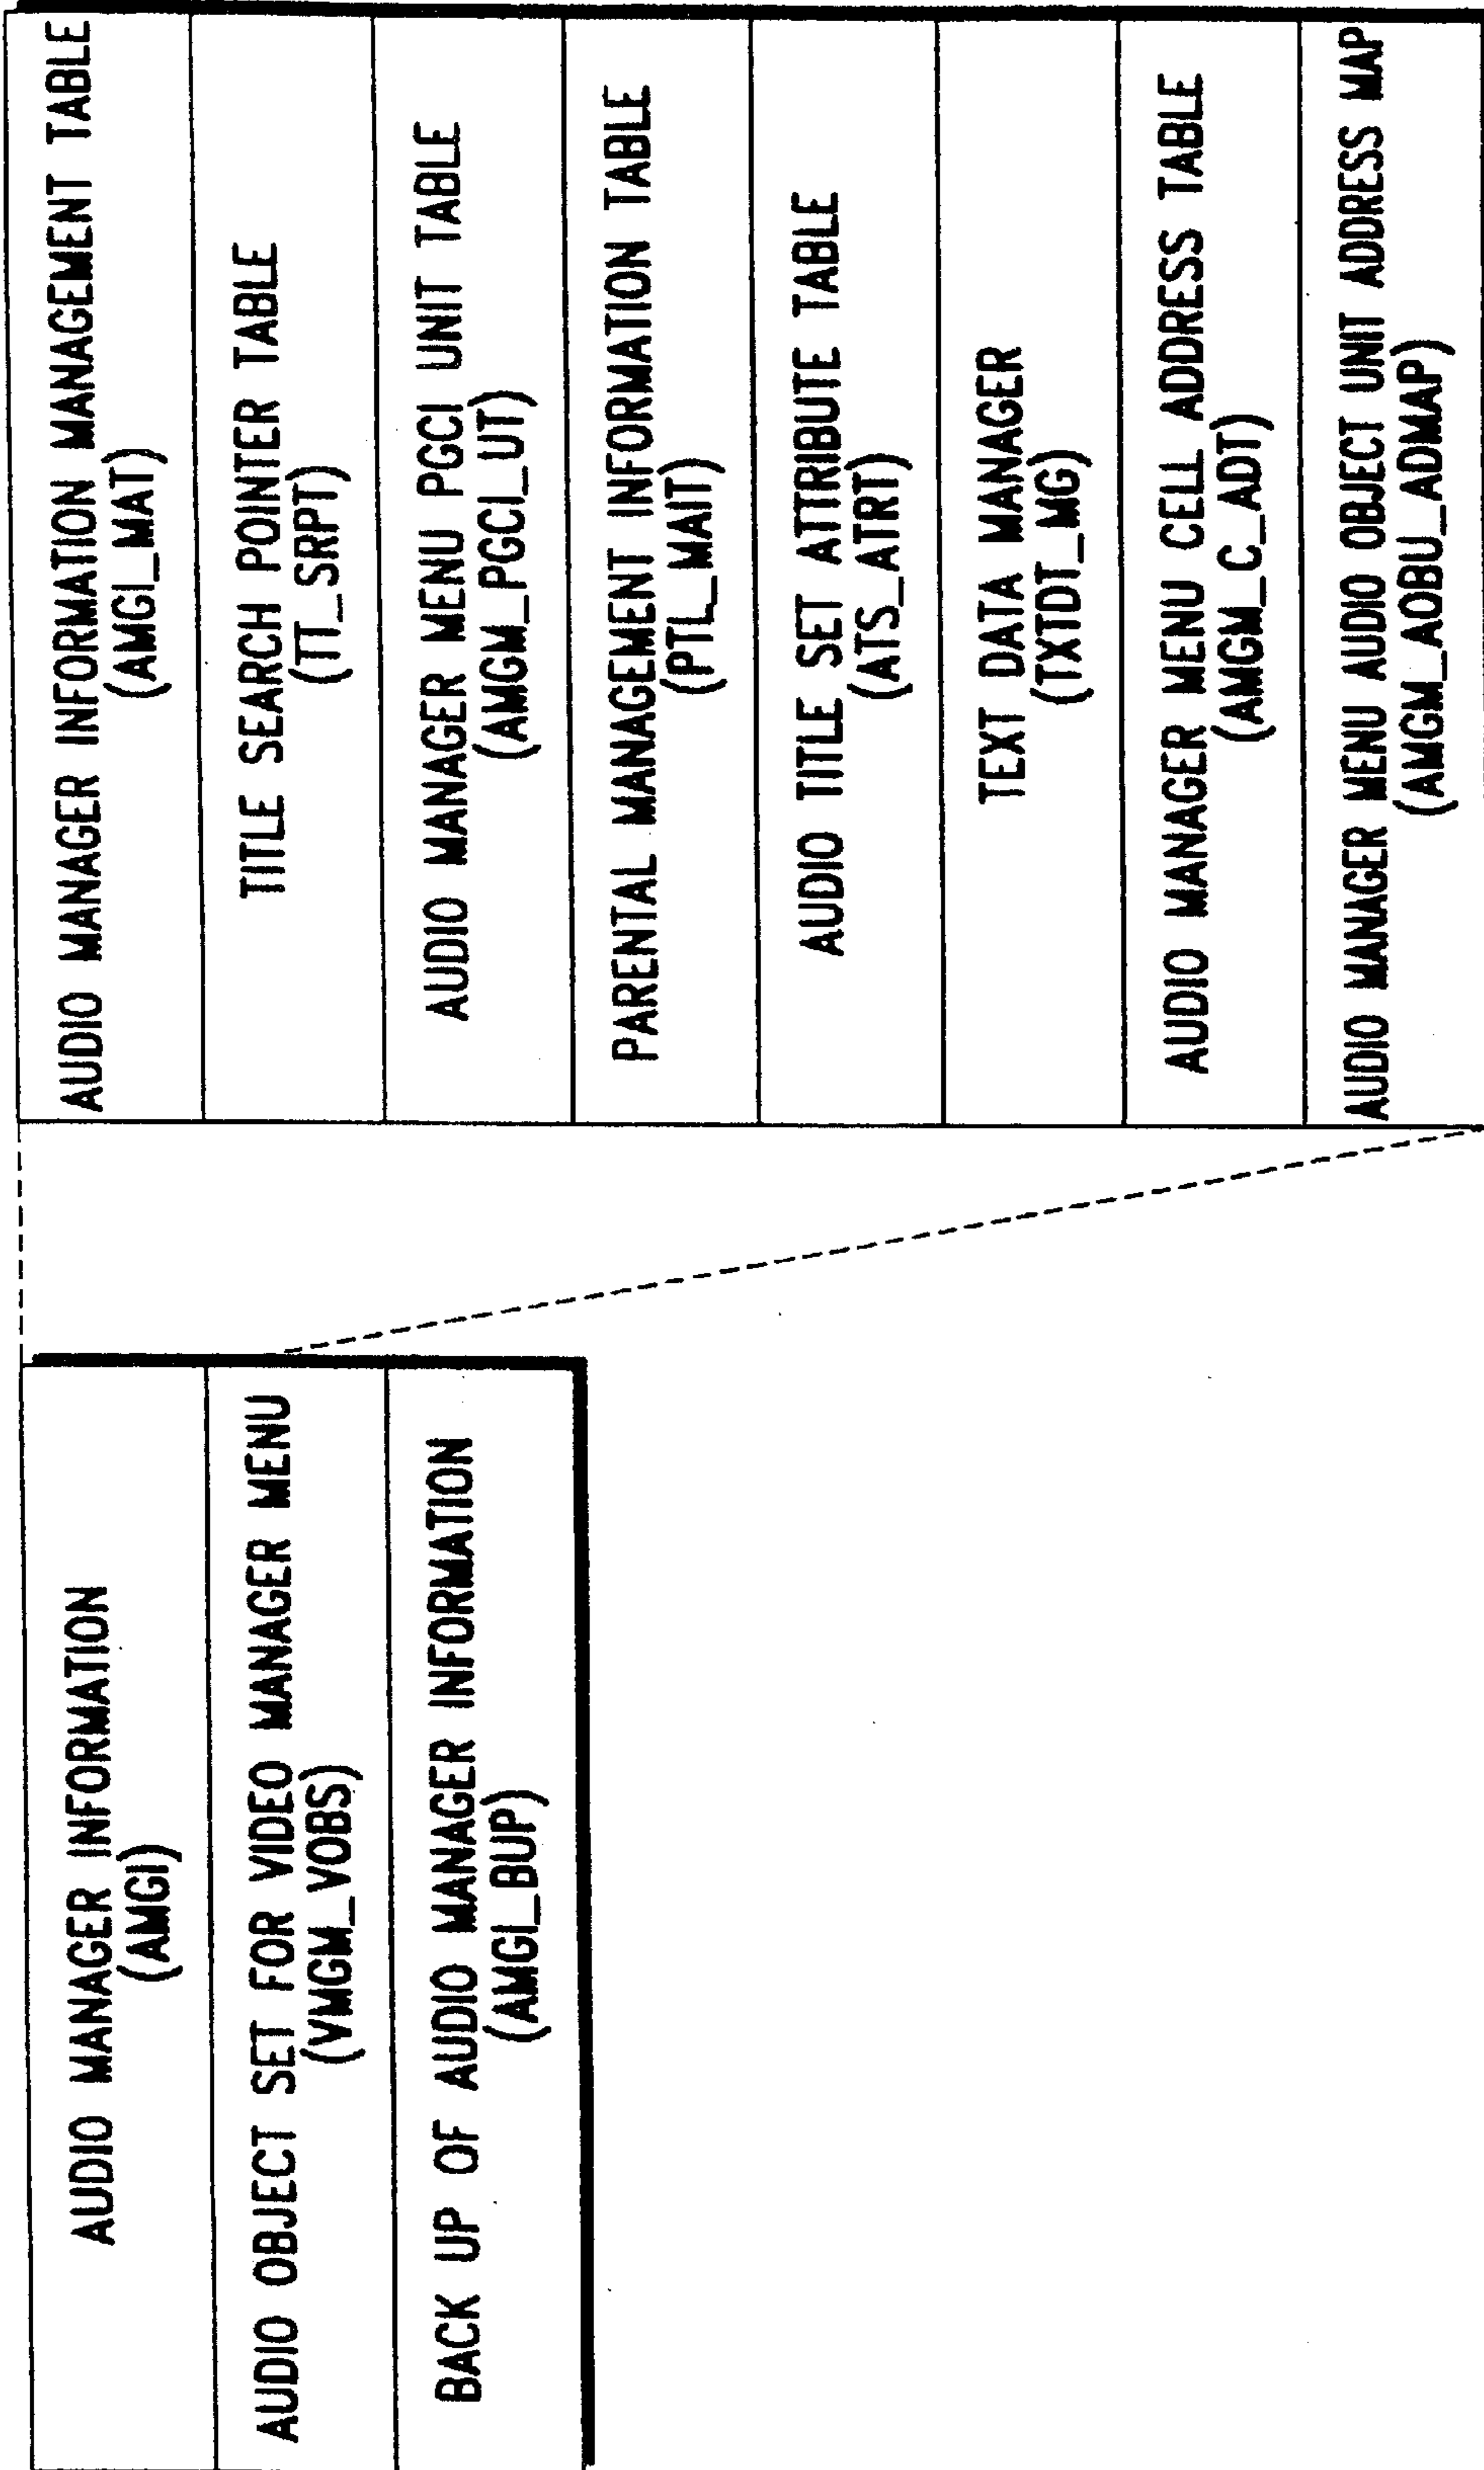 AUDIO MANAGER INFORMATION
(AMGI)
AUDIO OBJECT SET FOR VIDEO MANAGER MENU
(VMGM_VOBS)
BACK UP OF AUDIO MANAGER INFORMATION
(AMGI_BUP)
AUDIO MANAGER INFORMATION MANAGEMENT TABLE
(AMGI_MAT)
TITLE SEARCH POINTER TABLE
(TT_SRPT)
AUDIO MANAGER MENU PGCI UNIT TABLE
(AMGM_PGCI_UT)
PARENTAL MANAGEMENT INFORMATION TABLE
(PTL_MAIT)
AUDIO TITLE SET ATTRIBUTE TABLE
(ATS_ATRT)
TEXT DATA MANAGER
(TXTDT_MG)
AUDIO MANAGER MENU CELL ADDRESS TABLE
(AMGM_C_ADT)
AUDIO MANAGER MENU AUDIO OBJECT UNIT ADDRESS MAP
(AMGM_AOBU_ADMAP)